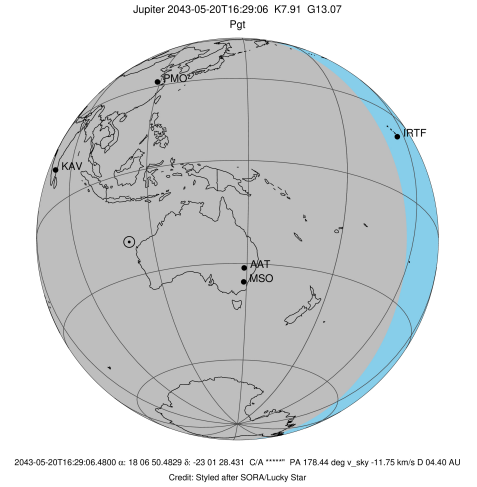 Jupiter 2043-05-20T16:29:06 K7.91 G13.07
Pgt
PMO
IRTF
KAV
AAT
MSO
2043-05-20T16:29:06.4800 α: 18 06 50.4829 δ: -23 01 28.431 C/A *****" PA 178.44 deg v_sky -11.75 km/s D 04.40 AU
Credit: Styled after SORA/Lucky Star